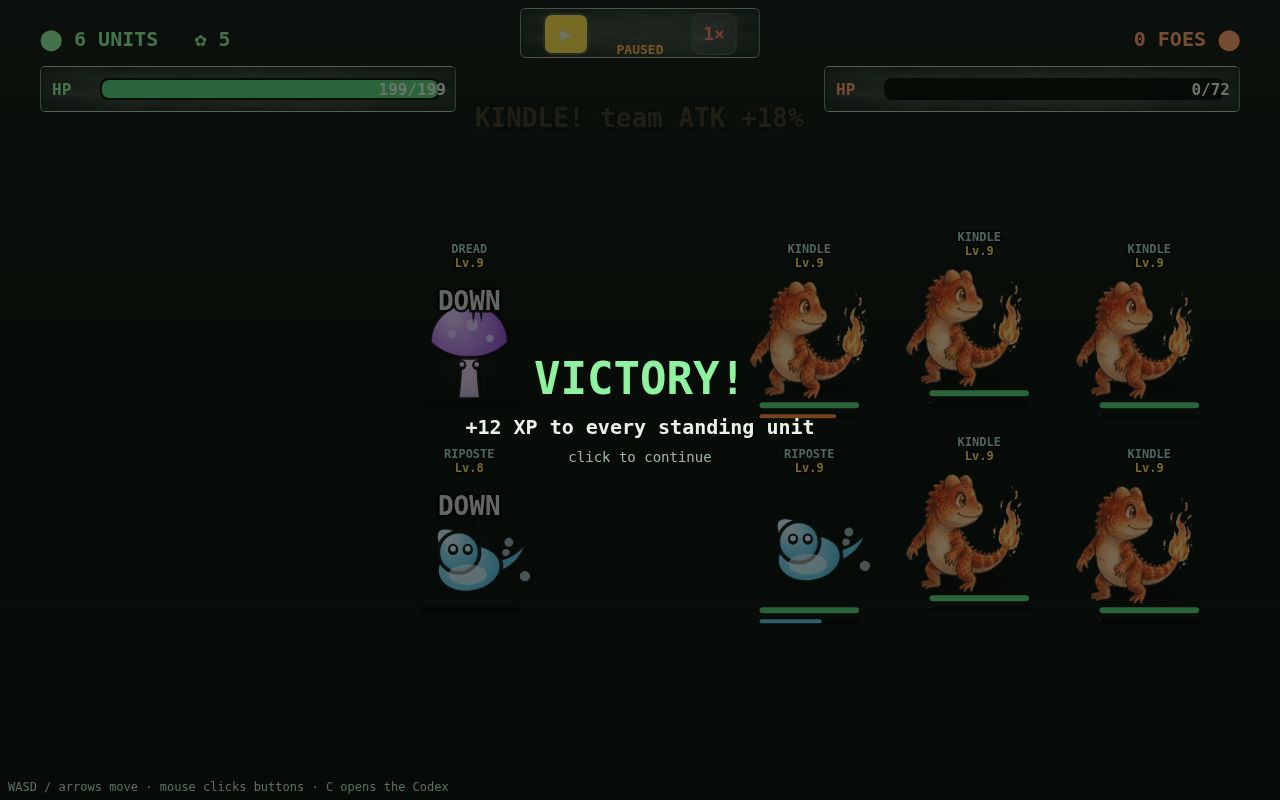 6 UNITS ✿ 5
▶ PAUSED 1×
0 FOES
HP 199/199
HP 0/72
KINDLE! team ATK +18%
DREAD
Lv.9
DOWN
KINDLE
Lv.9
KINDLE
Lv.9
KINDLE
Lv.9
VICTORY!
+12 XP to every standing unit
click to continue
RIPOSTE
Lv.8
DOWN
RIPOSTE
Lv.9
KINDLE
Lv.9
KINDLE
Lv.9
WASD / arrows move · mouse clicks buttons · C opens the Codex